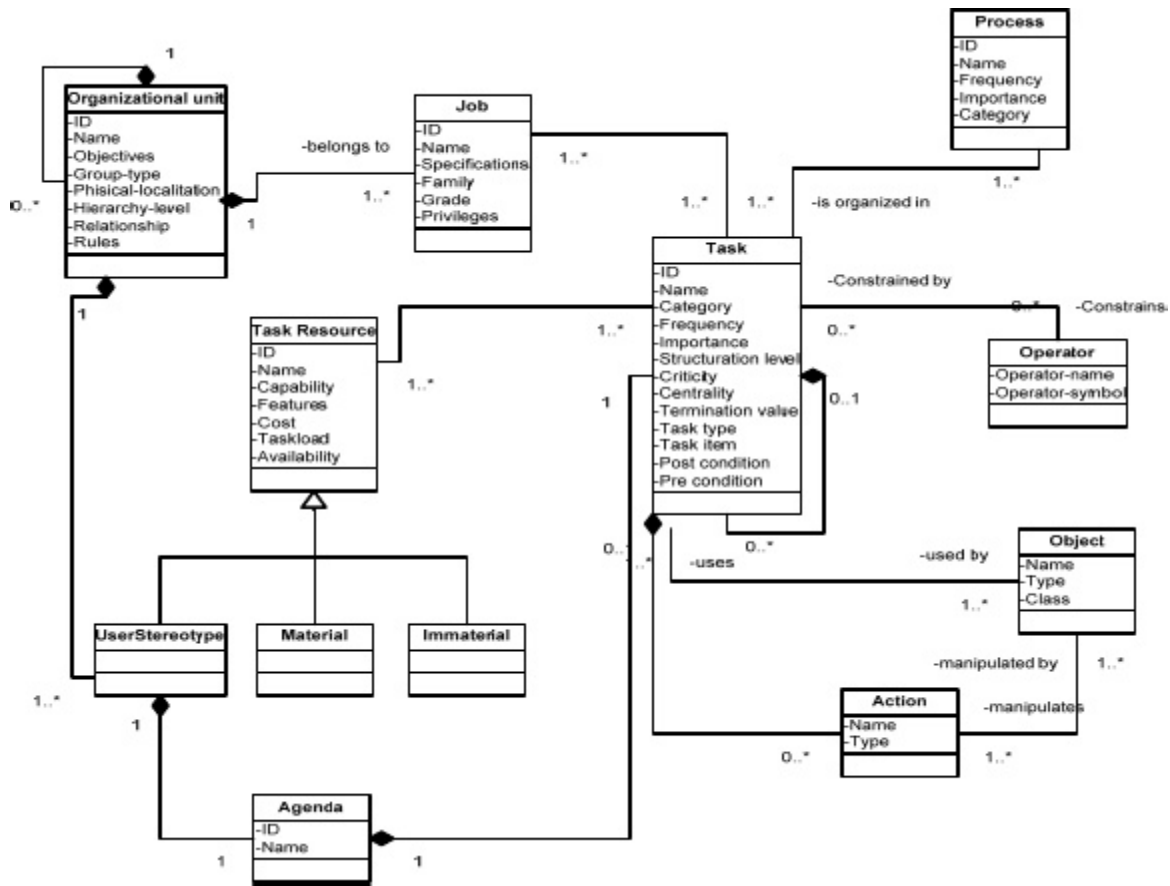 Process
-ID
-Name
-Frequency
-Importance
-Category
1
Organizational unit
-ID
-Name
-Objectives
-Group-type
-Phisical-localitation
-Hierarchy-level
-Relationship
-Rules
0..*
1
1
-belongs to
1..*
Job
-ID
-Name
-Specifications
-Family
-Grade
-Privileges
1..*
1..*
1..*
-is organized in
1..*
Task
-ID
-Name
-Category
-Frequency
-Importance
-Structuration level
-Criticity
-Centrality
-Termination value
-Task type
-Task item
-Post condition
-Pre condition
-Constrained by
0..*
0..*
-Constrains
Operator
-Operator-name
-Operator-symbol
0..1
0..*
Task Resource
-ID
-Name
-Capability
-Features
-Cost
-Taskload
-Availability
1..*
1..*
1
1..*
-uses
-used by
1..*
Object
-Name
-Type
-Class
-manipulated by
1..*
-manipulates
1..*
Action
-Name
-Type
0..*
UserStereotype
Material
Immaterial
1..*
1
Agenda
-ID
-Name
1
1